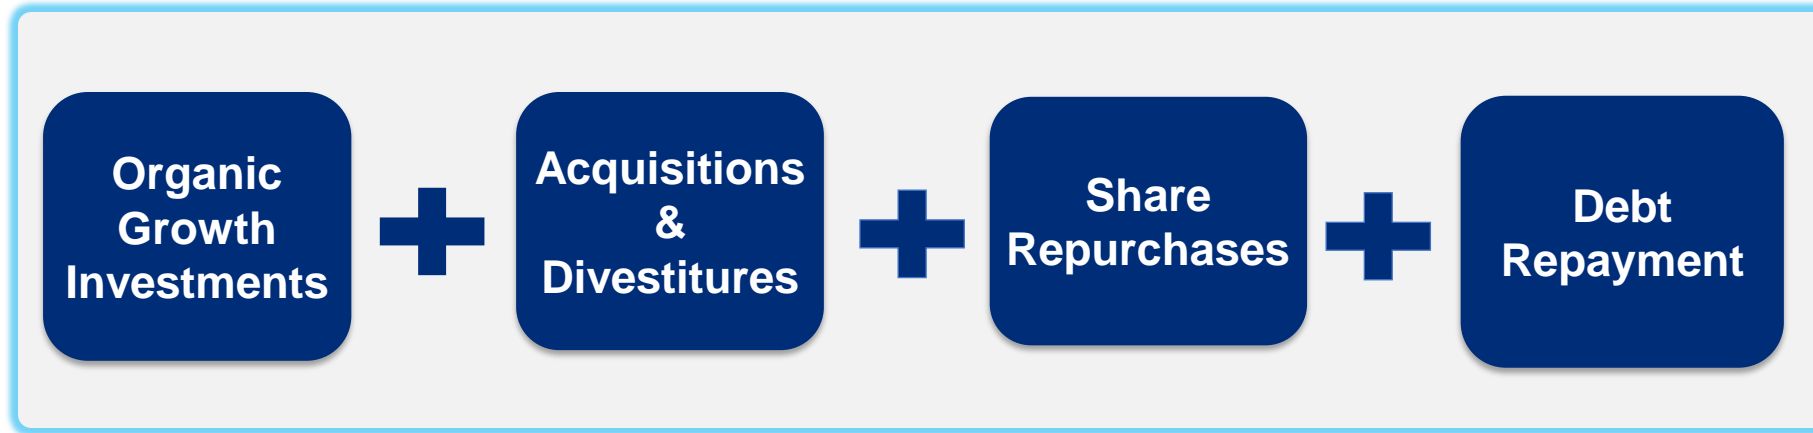 Organic
Growth
Investments
Acquisitions
&
Divestitures
Share
Repurchases
Debt
Repayment